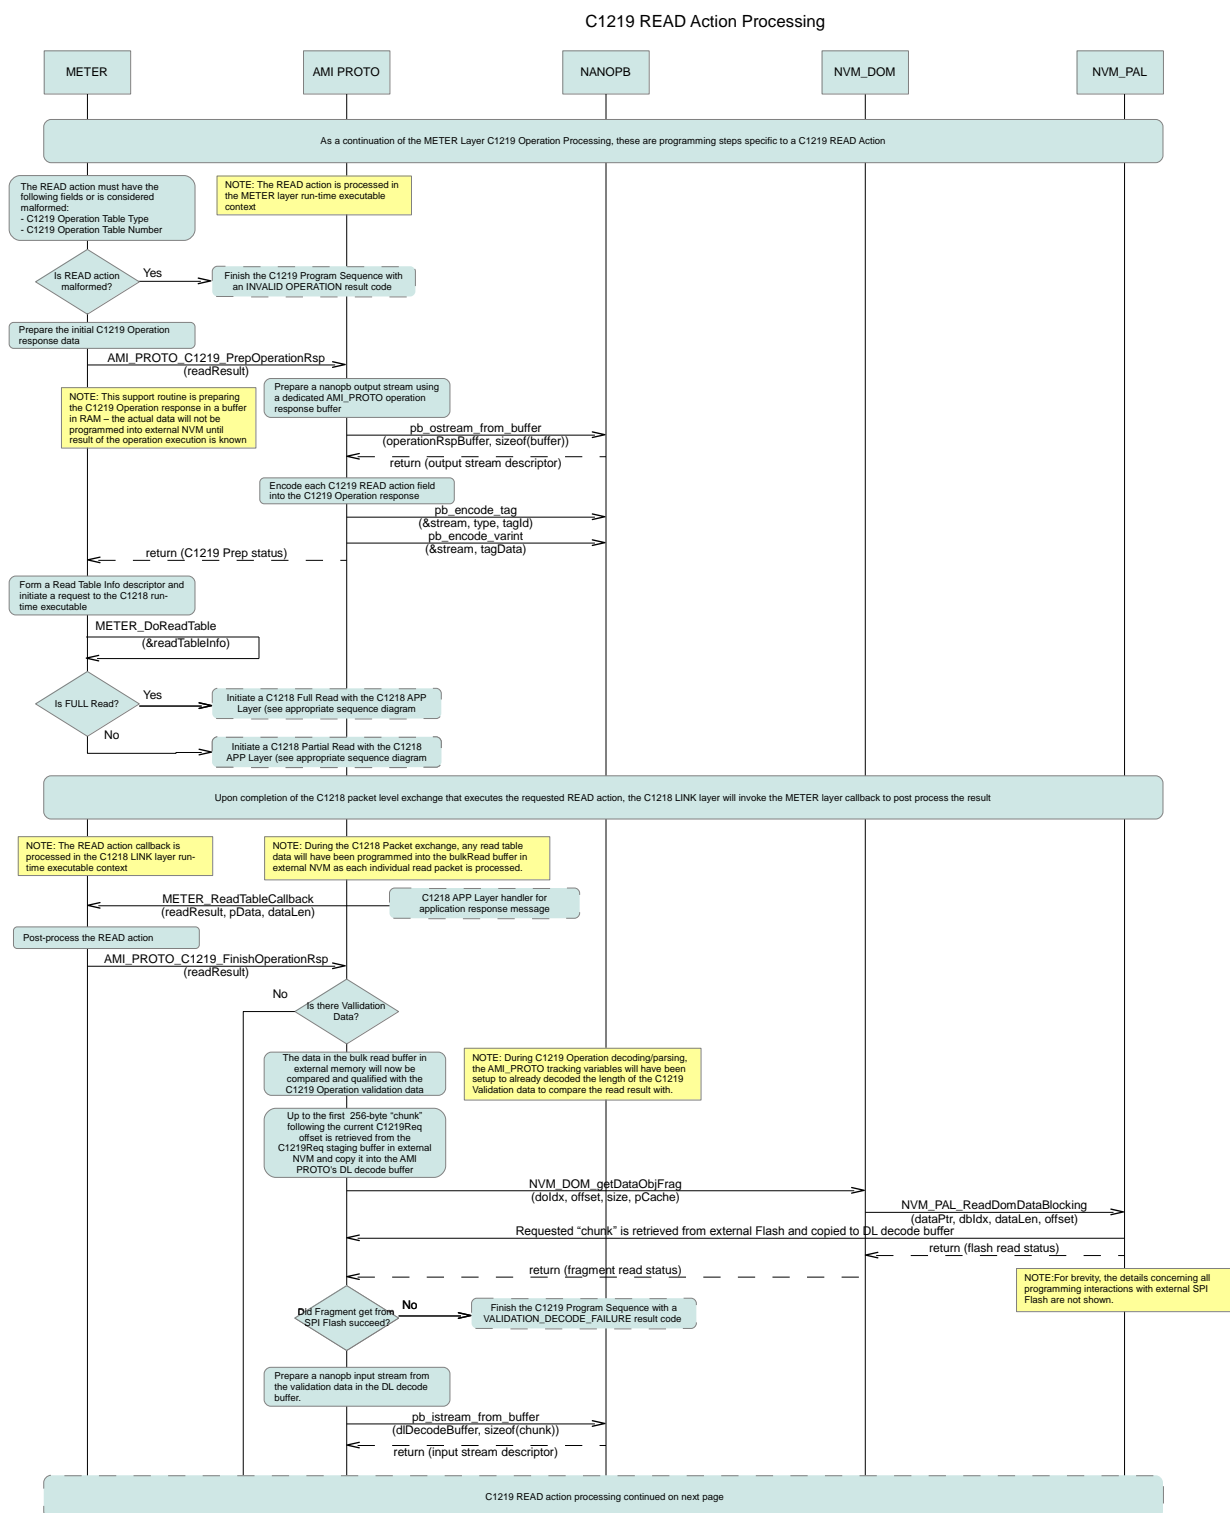 C1219 READ Action Processing
METER
AMI PROTO
NANOPB
NVM_DOM
NVM_PAL
As a continuation of the METER Layer C1219 Operation Processing, these are programming steps specific to a C1219 READ Action
The READ action must have the
following fields or is considered
malformed:
- C1219 Operation Table Type
- C1219 Operation Table Number
NOTE: The READ action is processed in
the METER layer run-time executable
context
Is READ action
malformed?
Yes
Finish the C1219 Program Sequence with
an INVALID OPERATION result code
Prepare the initial C1219 Operation
response data
AMI_PROTO_C1219_PrepOperationRsp
(readResult)
NOTE: This support routine is preparing
the C1219 Operation response in a buffer
in RAM – the actual data will not be
programmed into external NVM until
result of the operation execution is known
Prepare a nanopb output stream using
a dedicated AMI_PROTO operation
response buffer
pb_ostream_from_buffer
(operationRspBuffer, sizeof(buffer))
return (output stream descriptor)
Encode each C1219 READ action field
into the C1219 Operation response
pb_encode_tag
(&stream, type, tagId)
pb_encode_varint
(&stream, tagData)
return (C1219 Prep status)
Form a Read Table Info descriptor and
initiate a request to the C1218 run-
time executable
METER_DoReadTable
(&readTableInfo)
Is FULL Read?
Yes
Initiate a C1218 Full Read with the C1218 APP
Layer (see appropriate sequence diagram
No
Initiate a C1218 Partial Read with the C1218
APP Layer (see appropriate sequence diagram
Upon completion of the C1218 packet level exchange that executes the requested READ action, the C1218 LINK layer will invoke the METER layer callback to post process the result
NOTE: The READ action callback is
processed in the C1218 LINK layer run-
time executable context
NOTE: During the C1218 Packet exchange, any read table
data will have been programmed into the bulkRead buffer in
external NVM as each individual read packet is processed.
METER_ReadTableCallback
(readResult, pData, dataLen)
C1218 APP Layer handler for
application response message
Post-process the READ action
AMI_PROTO_C1219_FinishOperationRsp
(readResult)
No
Is there Vallidation
Data?
The data in the bulk read buffer in
external memory will now be
compared and qualified with the
C1219 Operation validation data
NOTE: During C1219 Operation decoding/parsing,
the AMI_PROTO tracking variables will have been
setup to already decoded the length of the C1219
Validation data to compare the read result with.
Up to the first  256-byte “chunk”
following the current C1219Req
offset is retrieved from the
C1219Req staging buffer in external
NVM and copy it into the AMI
PROTO’s DL decode buffer
NVM_DOM_getDataObjFrag
(doIdx, offset, size, pCache)
NVM_PAL_ReadDomDataBlocking
(dataPtr, dbIdx, dataLen, offset)
Requested “chunk” is retrieved from external Flash and copied to DL decode buffer
return (flash read status)
return (fragment read status)
NOTE:For brevity, the details concerning all
programming interactions with external SPI
Flash are not shown.
Did Fragment get from
SPI Flash succeed?
No
Finish the C1219 Program Sequence with a
VALIDATION_DECODE_FAILURE result code
Prepare a nanopb input stream from
the validation data in the DL decode
buffer.
pb_istream_from_buffer
(dlDecodeBuffer, sizeof(chunk))
return (input stream descriptor)
C1219 READ action processing continued on next page